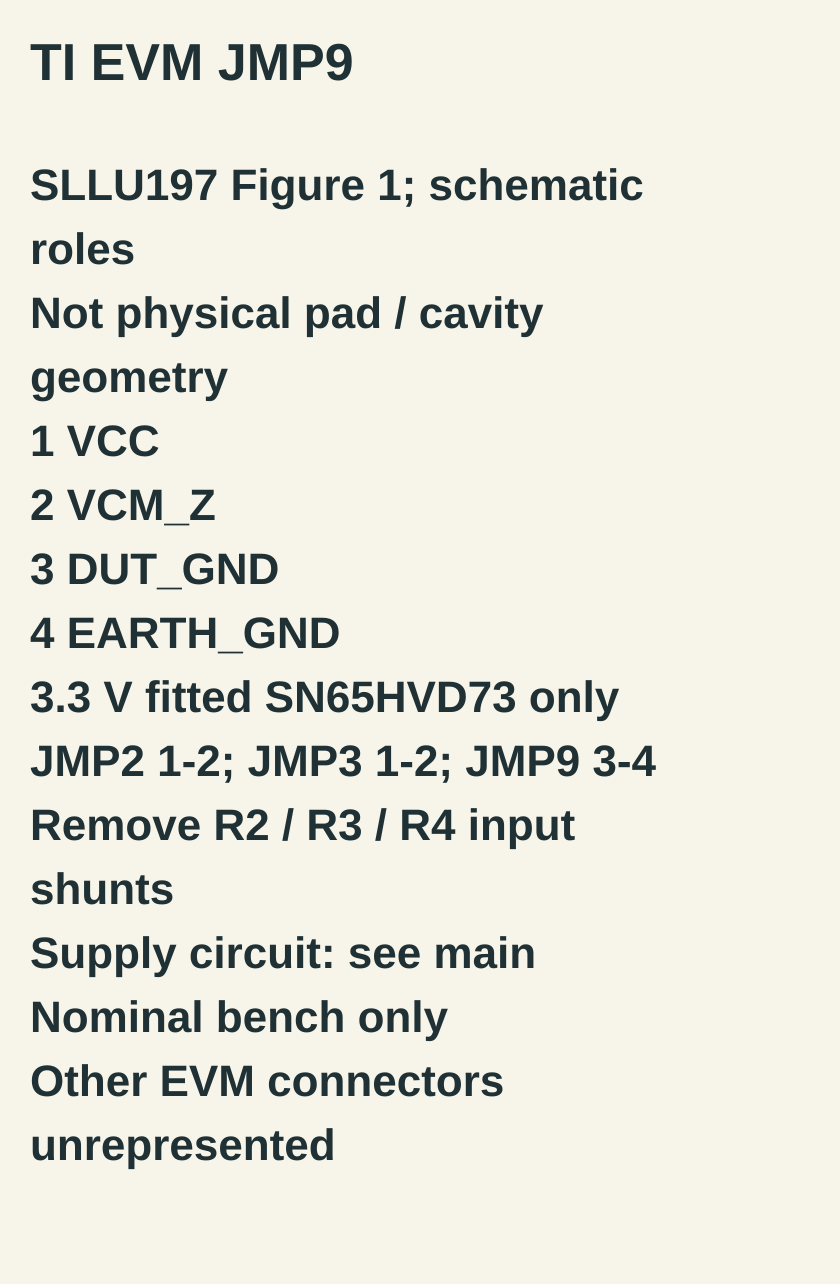 TI EVM JMP9
SLLU197 Figure 1; schematic
roles
Not physical pad / cavity
geometry
1 VCC
2 VCM_Z
3 DUT_GND
4 EARTH_GND
3.3 V fitted SN65HVD73 only
JMP2 1-2; JMP3 1-2; JMP9 3-4
Remove R2 / R3 / R4 input
shunts
Supply circuit: see main
Nominal bench only
Other EVM connectors
unrepresented